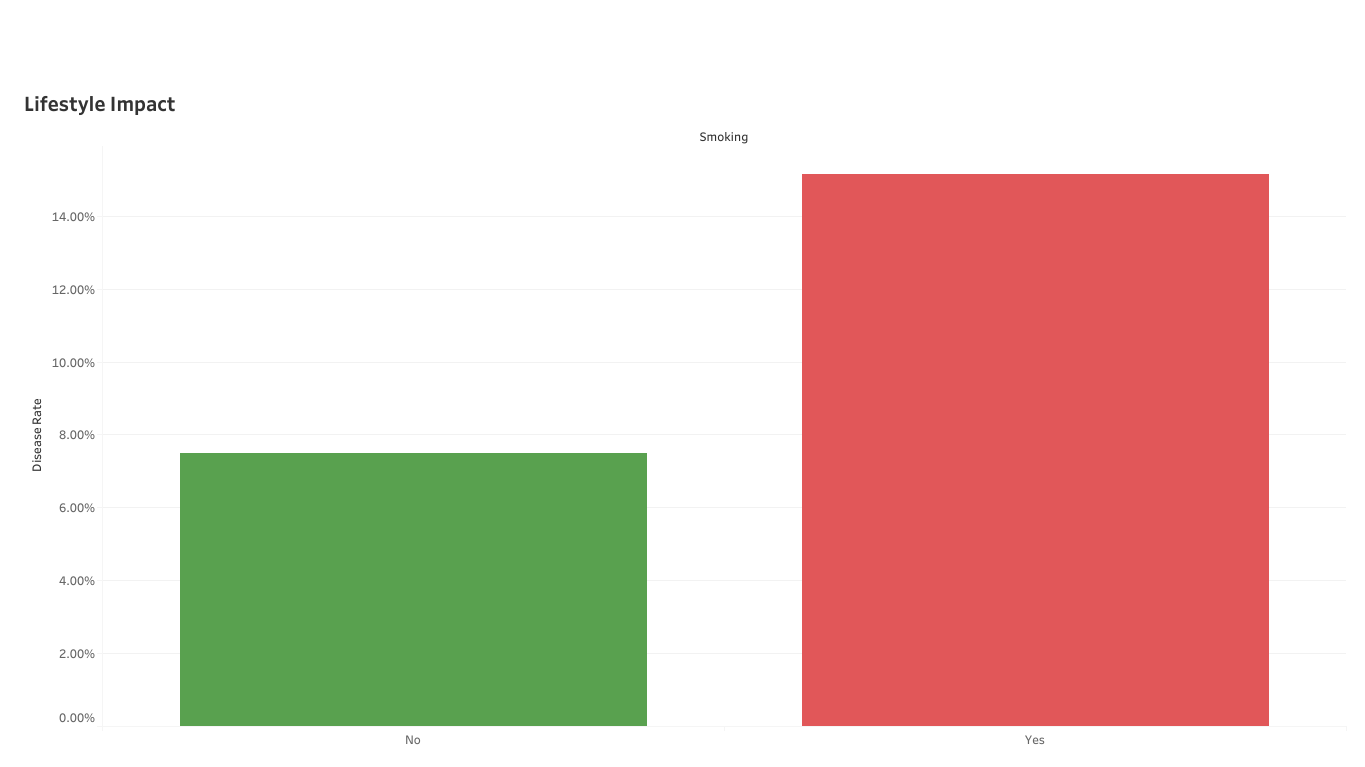 Lifestyle Impact
Smoking
14.00%
12.00%
10.00%
8.00%
6.00%
4.00%
2.00%
0.00%
Disease Rate
No
Yes